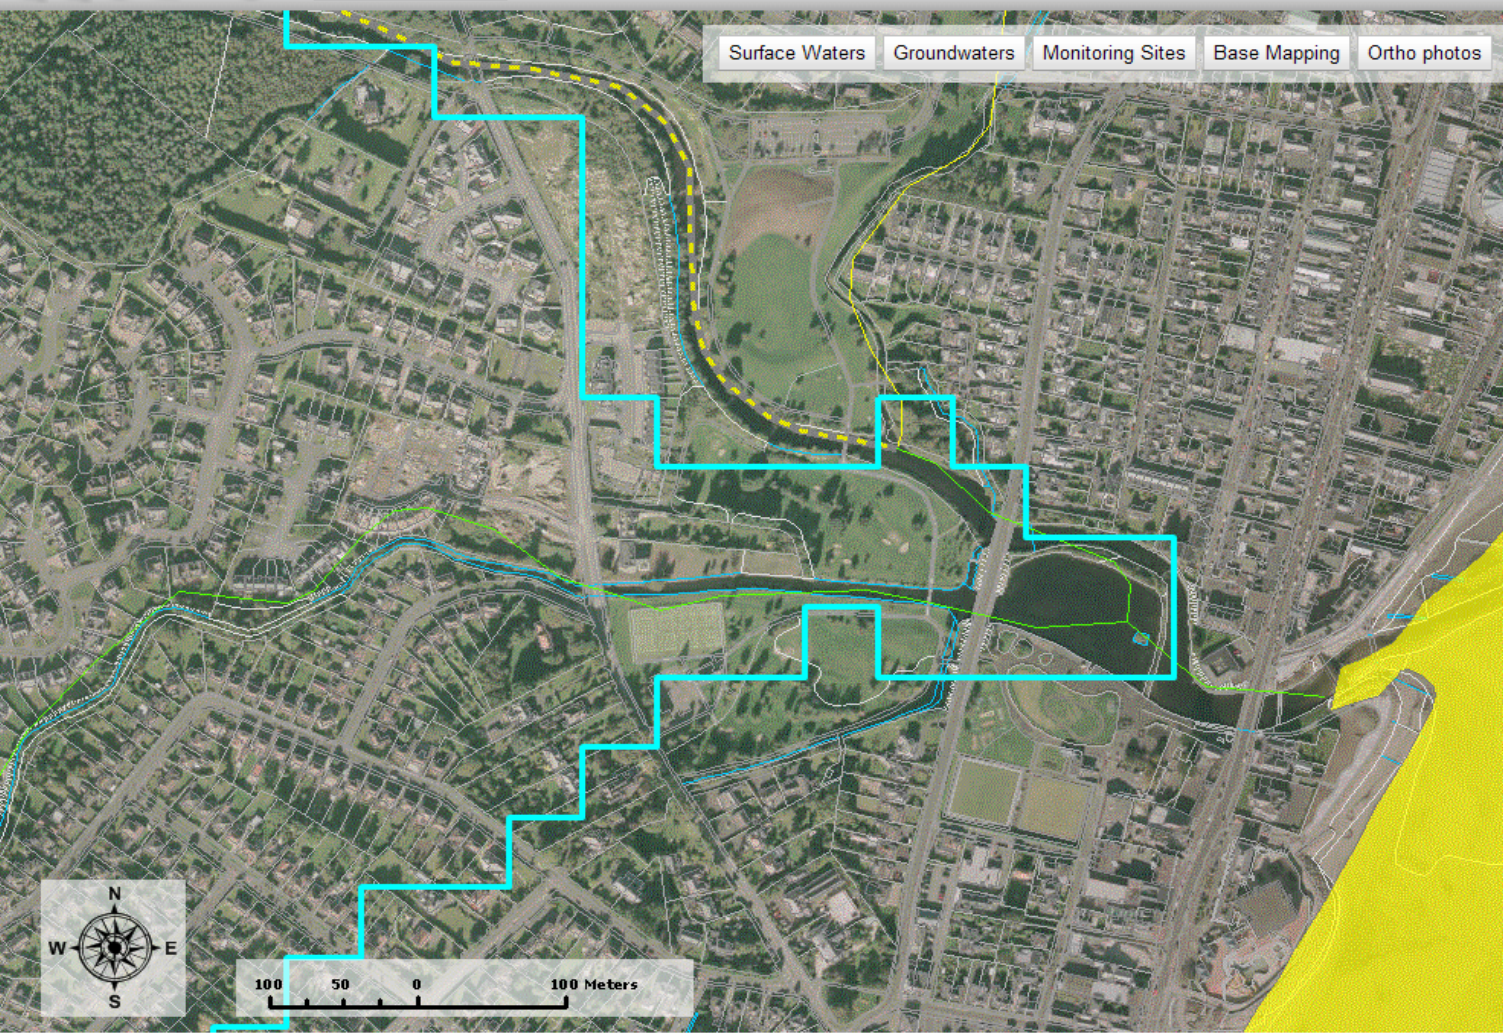 Surface Waters Groundwaters Monitoring Sites Base Mapping Ortho photos
N
W E
S
100 50 0 100 Meters